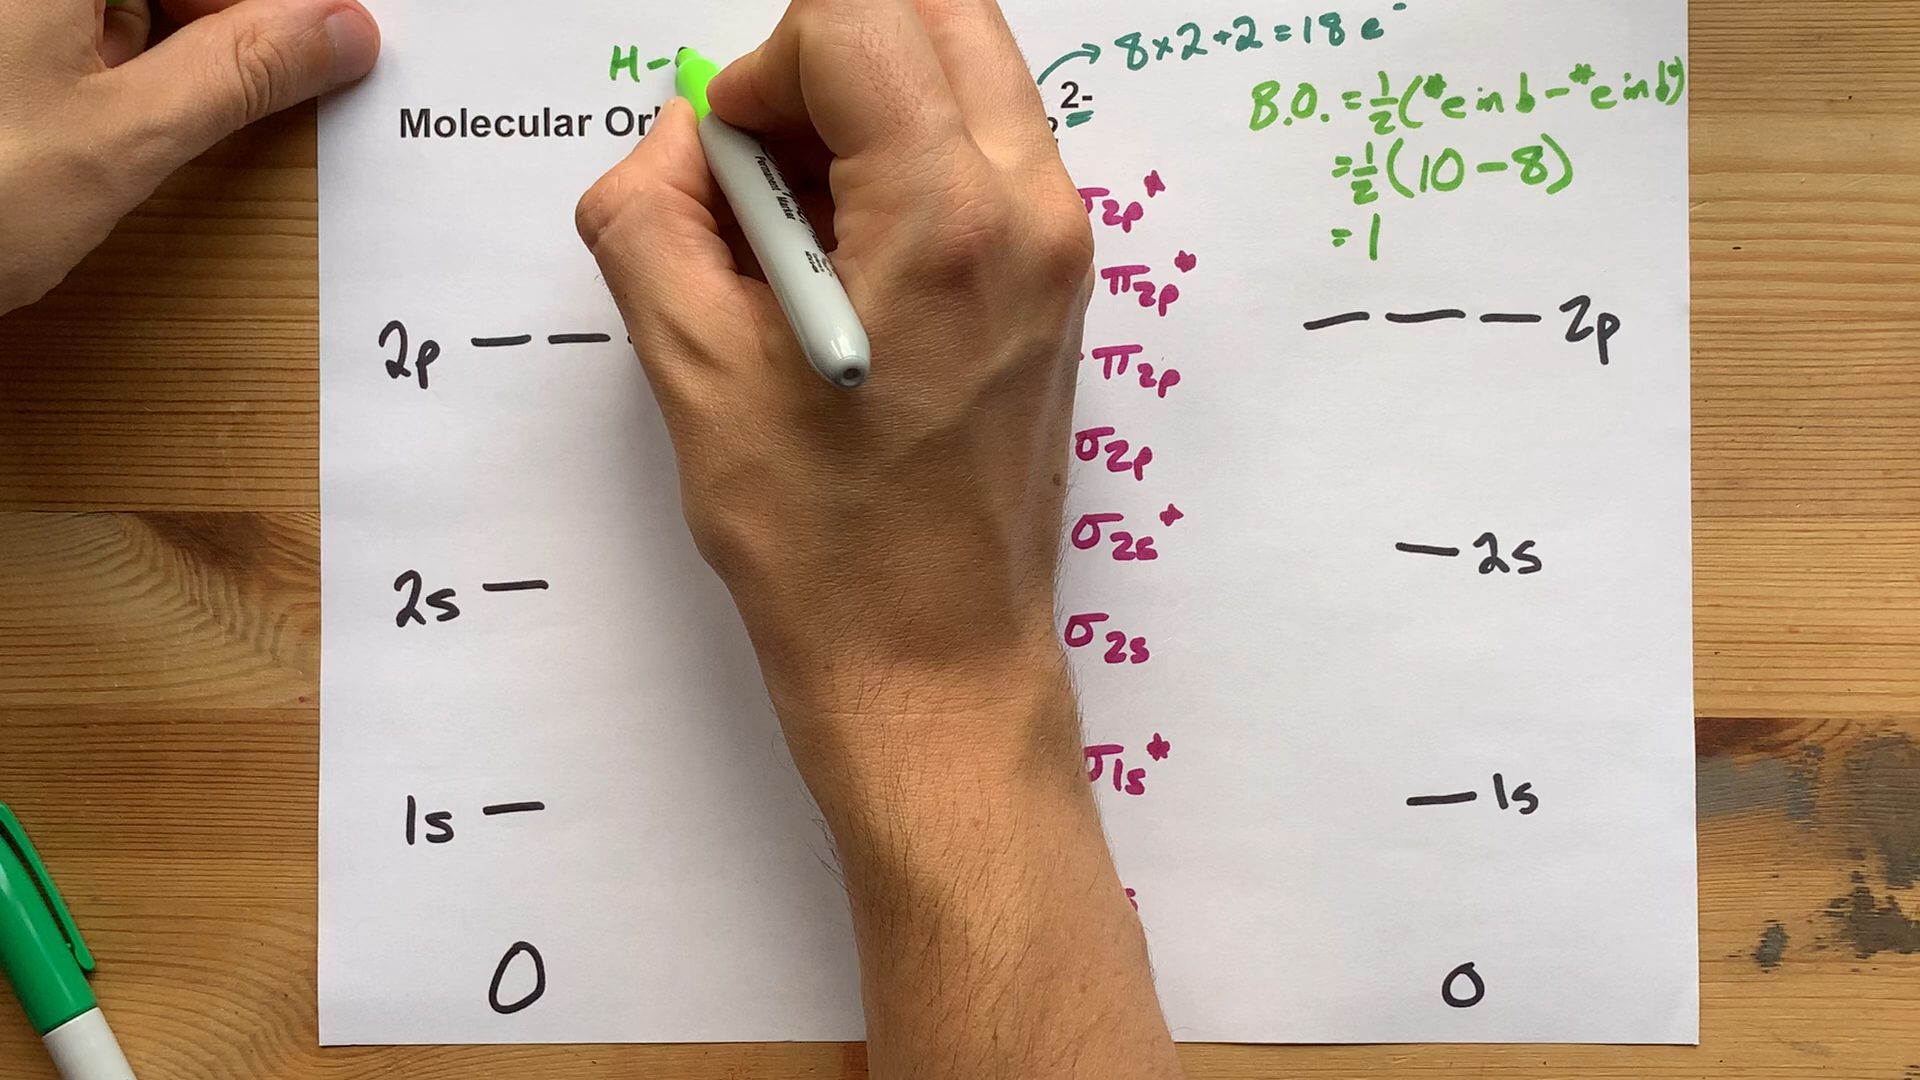 8×2+2=18 e⁻
H-
Molecular Or
2-
B.O. = ½(#e in b - #e in b*)
= ½(10-8)
= 1
σ2p*
π2p*
2p
2p
π2p
σ2p
σ2s*
2s
2s
σ2s
σ1s*
1s
1s
s
O
O